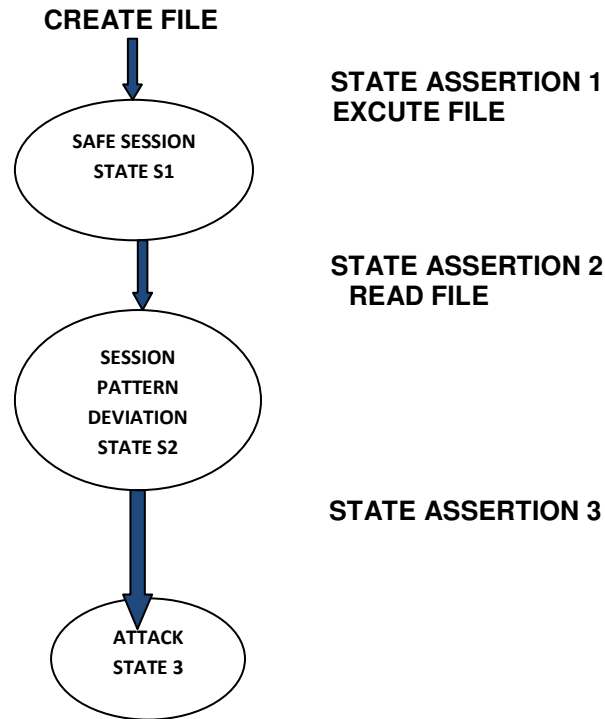 CREATE FILE
STATE ASSERTION 1
EXCUTE FILE
SAFE SESSION
STATE S1
STATE ASSERTION 2
READ FILE
SESSION
PATTERN
DEVIATION
STATE S2
STATE ASSERTION 3
ATTACK
STATE 3